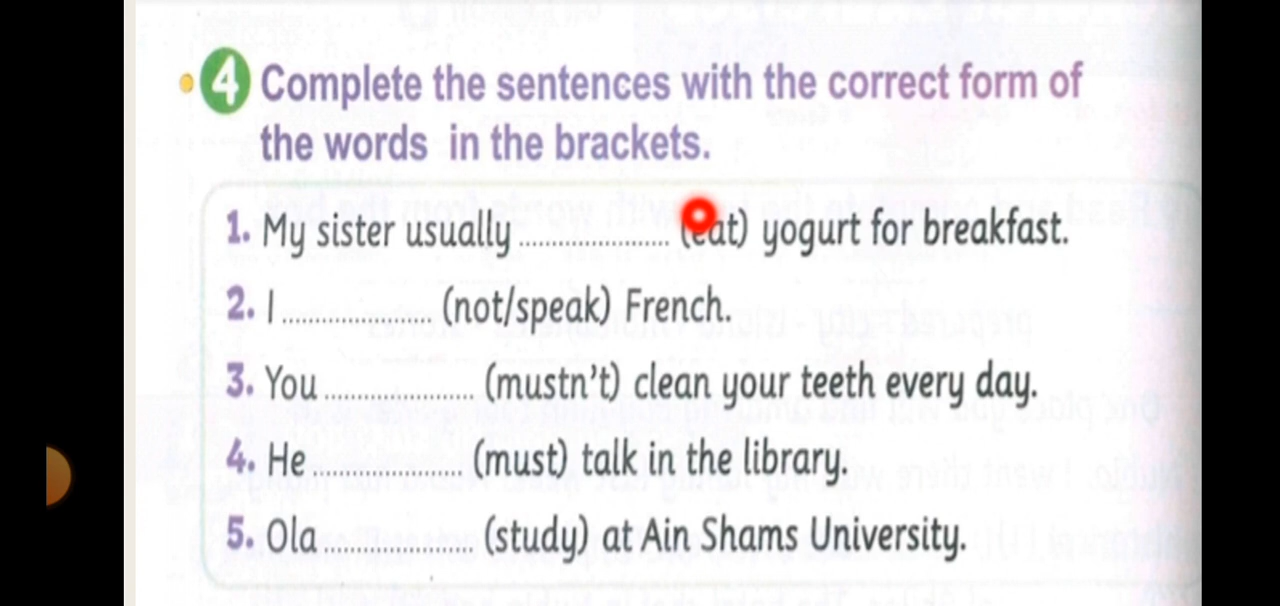 4 Complete the sentences with the correct form of
the words in the brackets.
1. My sister usually ..................... (eat) yogurt for breakfast.
2. I ..................... (not/speak) French.
3. You ..................... (mustn't) clean your teeth every day.
4. He ..................... (must) talk in the library.
5. Ola ..................... (study) at Ain Shams University.